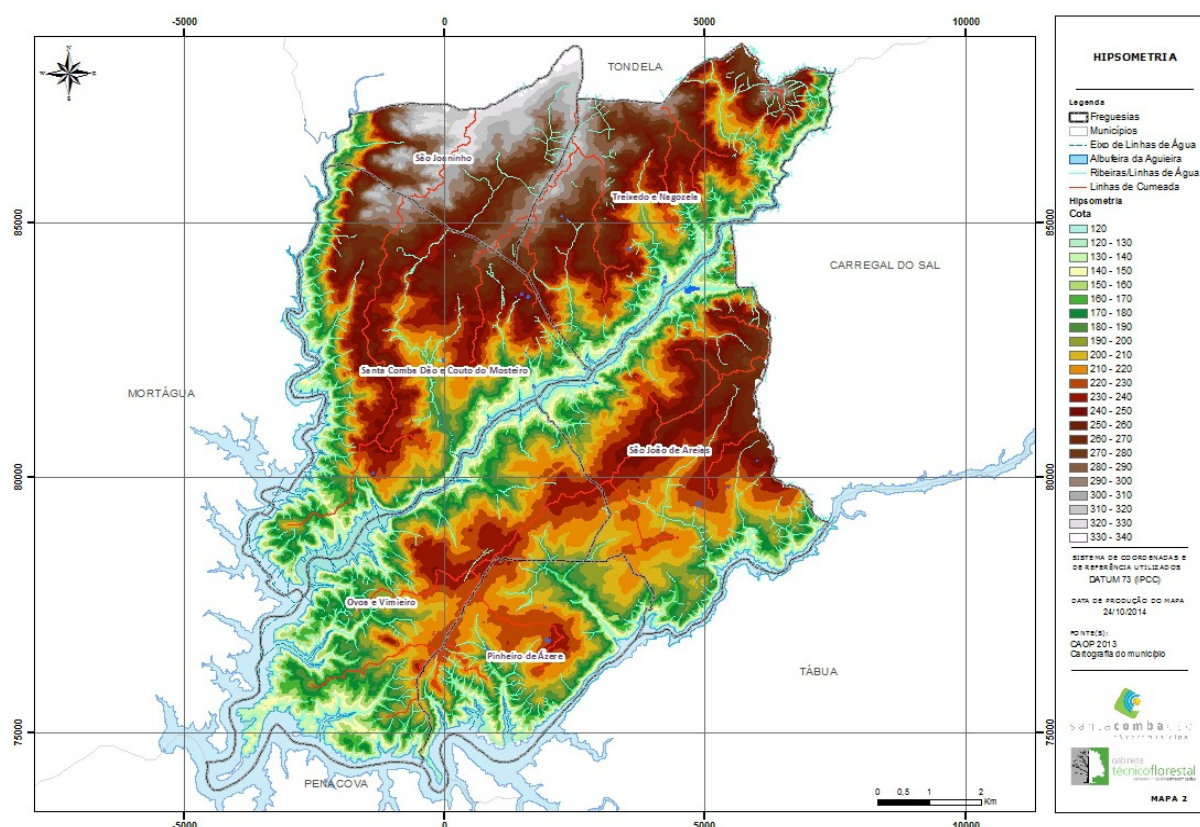 -5000 0 5000 10000
N
W E
S
TONDELA
São Joaninho
Treixedo e Nagozela
85000 85000
CARREGAL DO SAL
Santa Comba Dão e Couto do Mosteiro
MORTÁGUA
São João de Areias
80000 80000
Ovoa e Vimieiro
Pinheiro de Ázere
TÁBUA
75000 75000
PENACOVA
0 0,5 1 2
Km
-5000 0 5000 10000
HIPSOMETRIA
Legenda
Freguesias
Municípios
Eixo de Linhas de Água
Albufeira da Aguieira
Ribeiras/Linhas de Água
Linhas de Cumeada
Hipsometria
Cota
120
120 - 130
130 - 140
140 - 150
150 - 160
160 - 170
170 - 180
180 - 190
190 - 200
200 - 210
210 - 220
220 - 230
230 - 240
240 - 250
250 - 260
260 - 270
270 - 280
280 - 290
290 - 300
300 - 310
310 - 320
320 - 330
330 - 340
SISTEMA DE COORDENADAS E
DE REFERÊNCIA UTILIZADOS
DATUM 73 (IPCC)
DATA DE PRODUÇÃO DO MAPA
24/10/2014
FONTE(S):
CAOP 2013
Cartografia do município
santacomba
gabinete
técnicoflorestal
MAPA 2